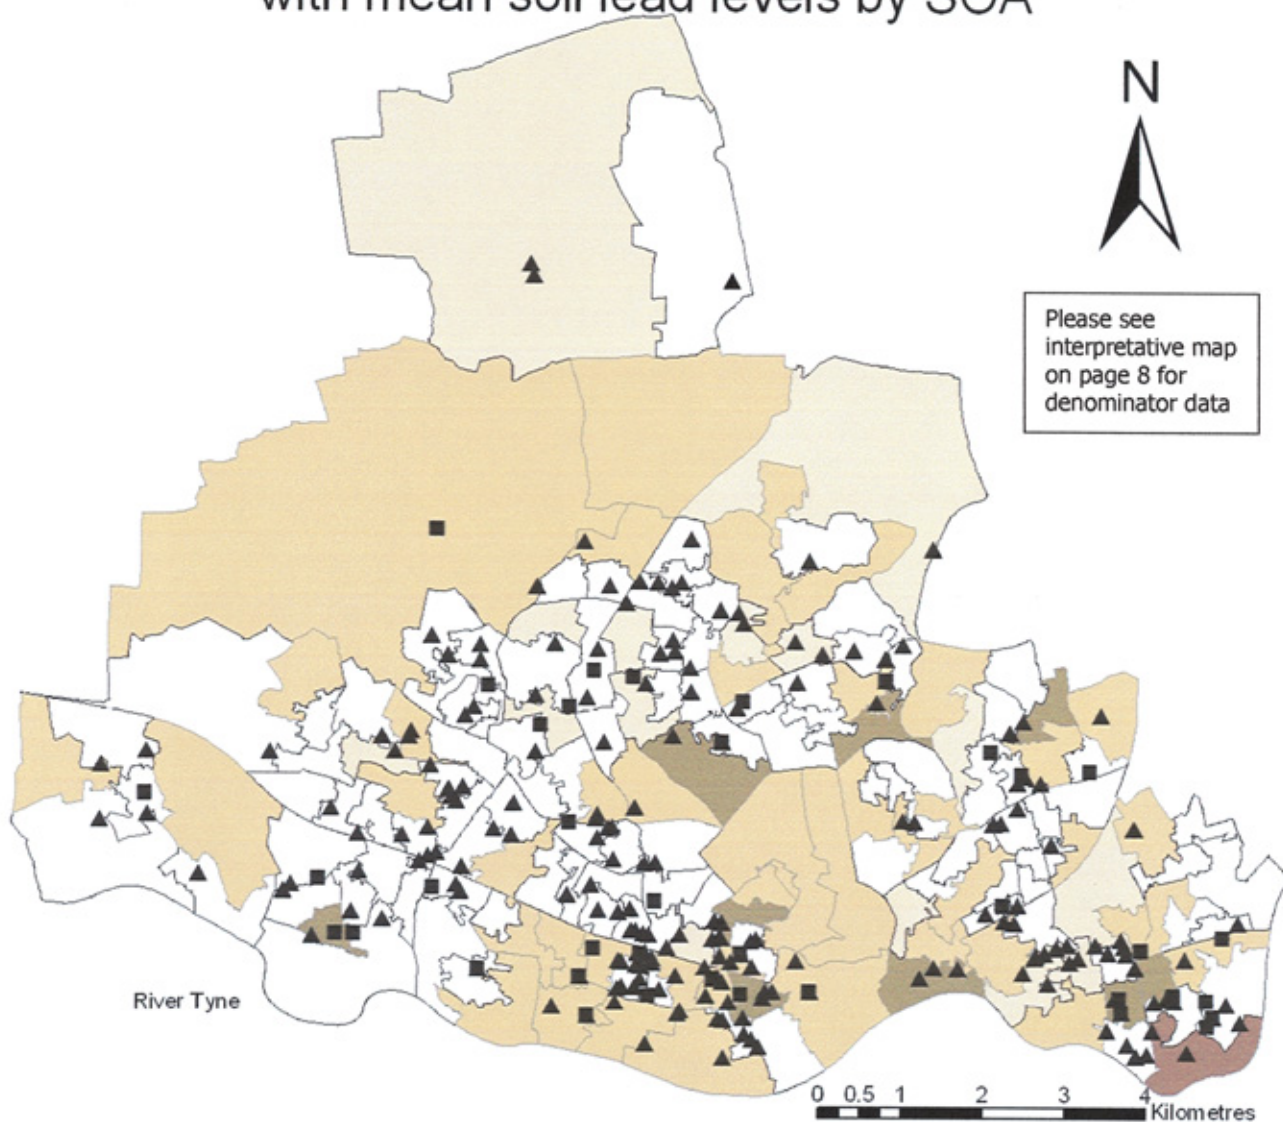 with mean soil lead levels by SOA
N
Please see
interpretative map
on page 8 for
denominator data
River Tyne
0 0.5 1 2 3 4
Kilometres